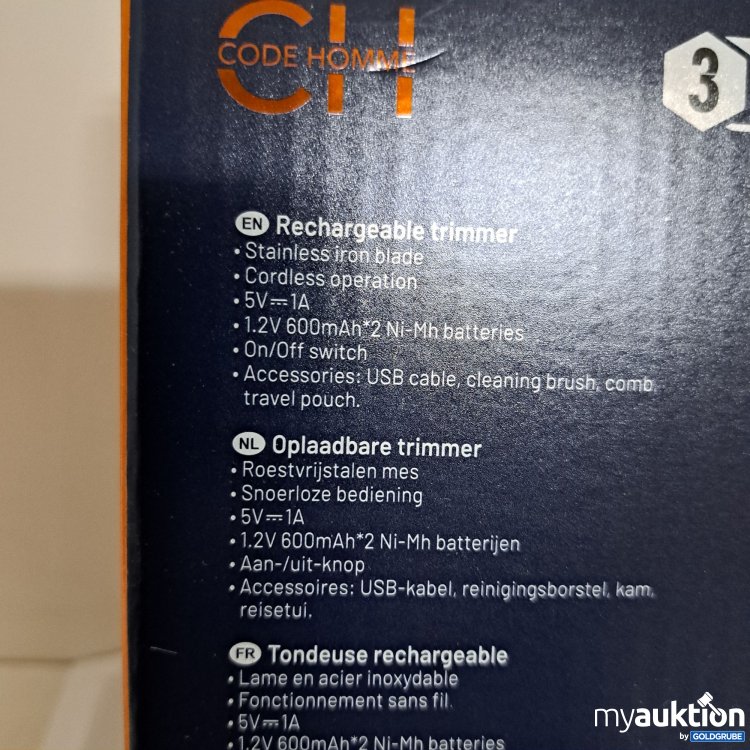 CODE HOMME
CH
3
EN Rechargeable trimmer
• Stainless iron blade
• Cordless operation
• 5V⎓1A
• 1.2V 600mAh*2 Ni-Mh batteries
• On/Off switch
• Accessories: USB cable, cleaning brush, comb,
travel pouch.
NL Oplaadbare trimmer
• Roestvrijstalen mes
• Snoerloze bediening
• 5V⎓1A
• 1.2V 600mAh*2 Ni-Mh batterijen
• Aan-/uit-knop
• Accessoires: USB-kabel, reinigingsborstel, kam,
reisetui.
FR Tondeuse rechargeable
• Lame en acier inoxydable
• Fonctionnement sans fil.
• 5V⎓1A
• 1.2V 600mAh*2 Ni-Mh batteries
myauktion
by GOLDGRUBE